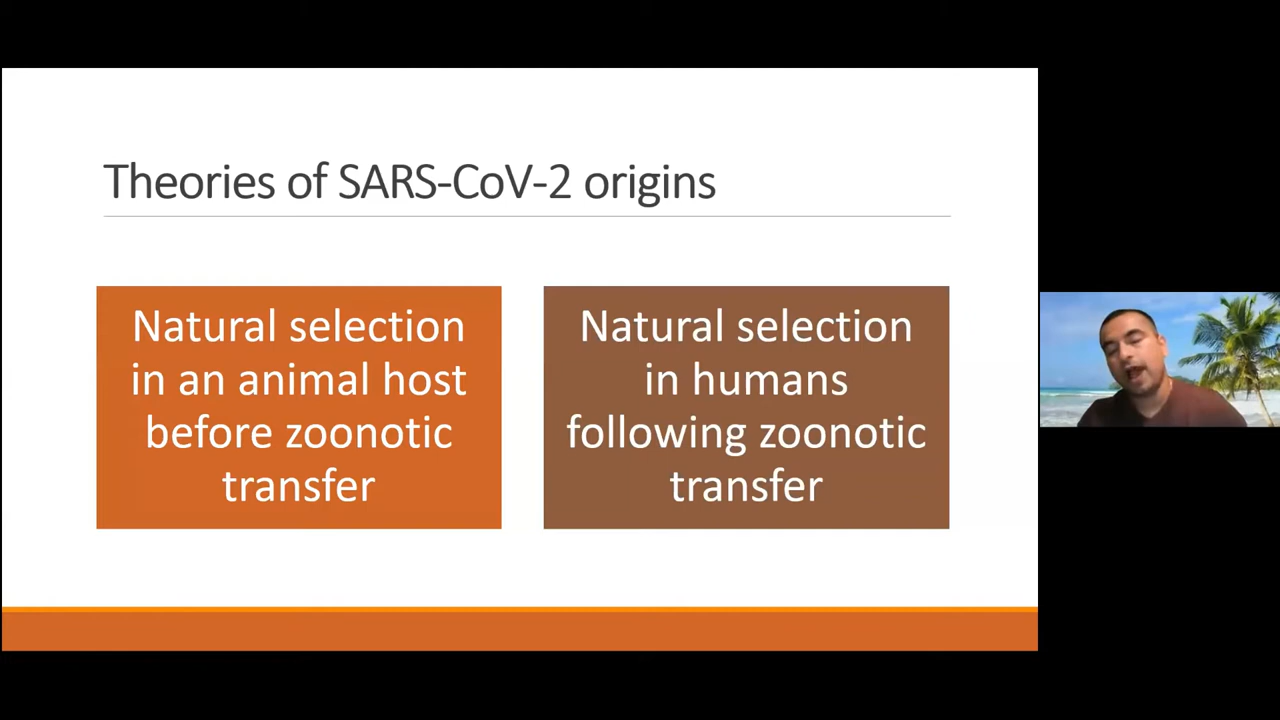 Theories of SARS-CoV-2 origins
Natural selection
in an animal host
before zoonotic
transfer
Natural selection
in humans
following zoonotic
transfer